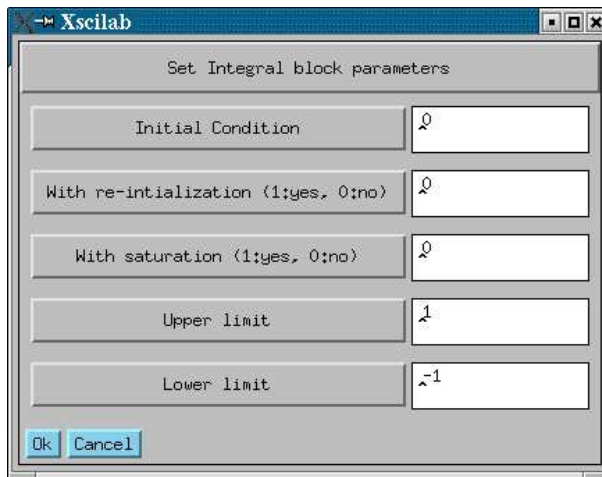 Xscilab
Set Integral block parameters
Initial Condition 0
With re-intialization (1:yes, 0:no) 0
With saturation (1:yes, 0:no) 0
Upper limit 1
Lower limit -1
Ok Cancel